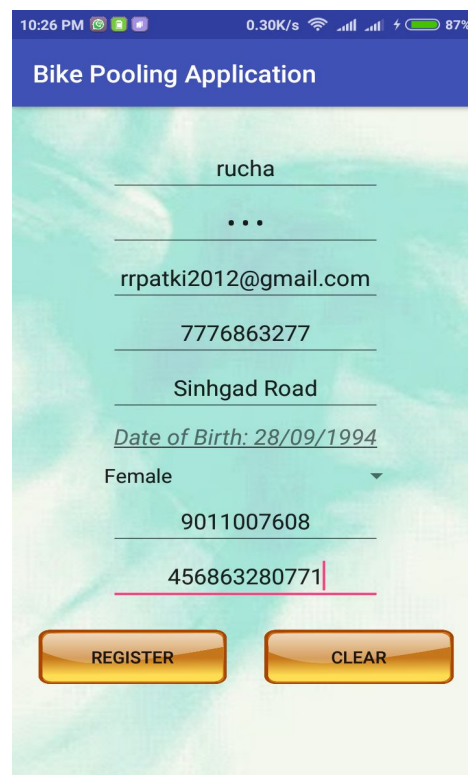 10:26 PM 0.30K/s 87%
Bike Pooling Application
rucha
•••
rrpatki2012@gmail.com
7776863277
Sinhgad Road
Date of Birth: 28/09/1994
Female
9011007608
456863280771
REGISTER CLEAR